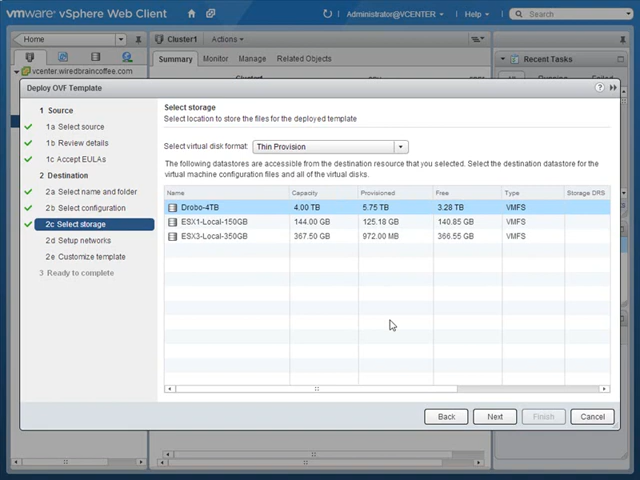 vmware vSphere Web Client
Administrator@VCENTER
Help
Search
Home
Cluster1
Actions
Recent Tasks
Summary
Monitor
Manage
Related Objects
vcenter.wiredbraincoffee.com
Cluster1
Running
Failed
Deploy OVF Template
1 Source
1a Select source
1b Review details
1c Accept EULAs
2 Destination
2a Select name and folder
2b Select configuration
2c Select storage
2d Setup networks
2e Customize template
3 Ready to complete
Select storage
Select location to store the files for the deployed template
Select virtual disk format: Thin Provision
The following datastores are accessible from the destination resource that you selected. Select the destination datastore for the
virtual machine configuration files and all of the virtual disks.
Name Capacity Provisioned Free Type Storage DRS
Drobo-4TB 4.00 TB 5.75 TB 3.28 TB VMFS
ESX1-Local-150GB 144.00 GB 125.18 GB 140.85 GB VMFS
ESX3-Local-350GB 367.50 GB 972.00 MB 366.55 GB VMFS
Back Next Finish Cancel